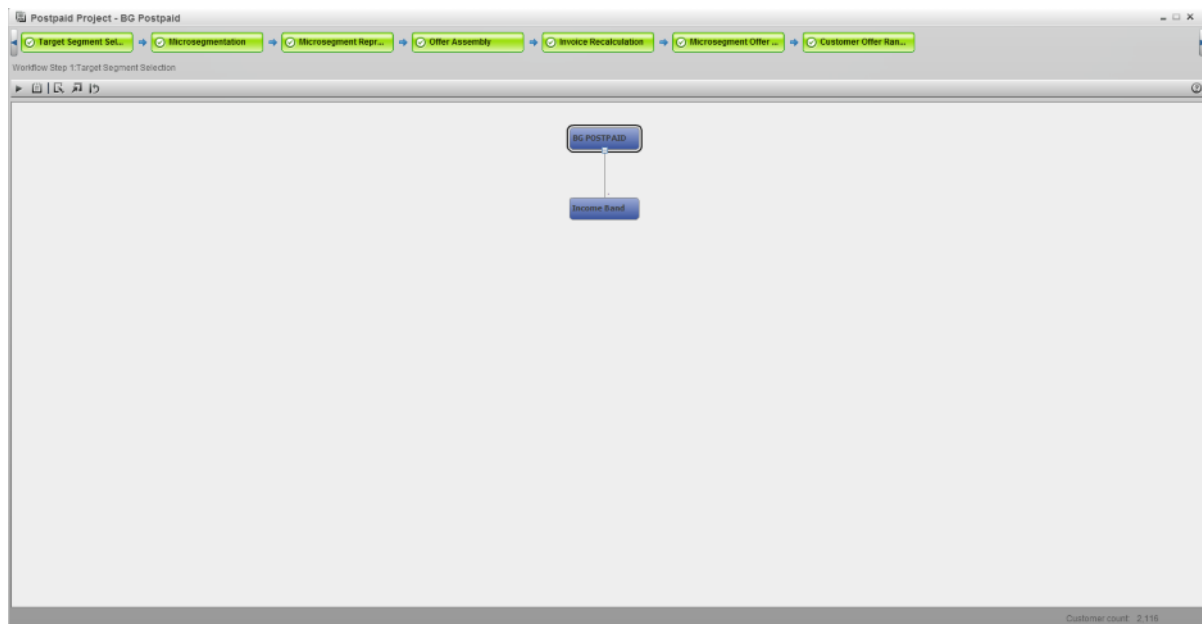 Postpaid Project - BG Postpaid
Target Segment Sel... Microsegmentation Microsegment Repr... Offer Assembly Invoice Recalculation Microsegment Offer ... Customer Offer Ran...
Workflow Step 1:Target Segment Selection
BG POSTPAID
Income Band
Customer count: 2,116